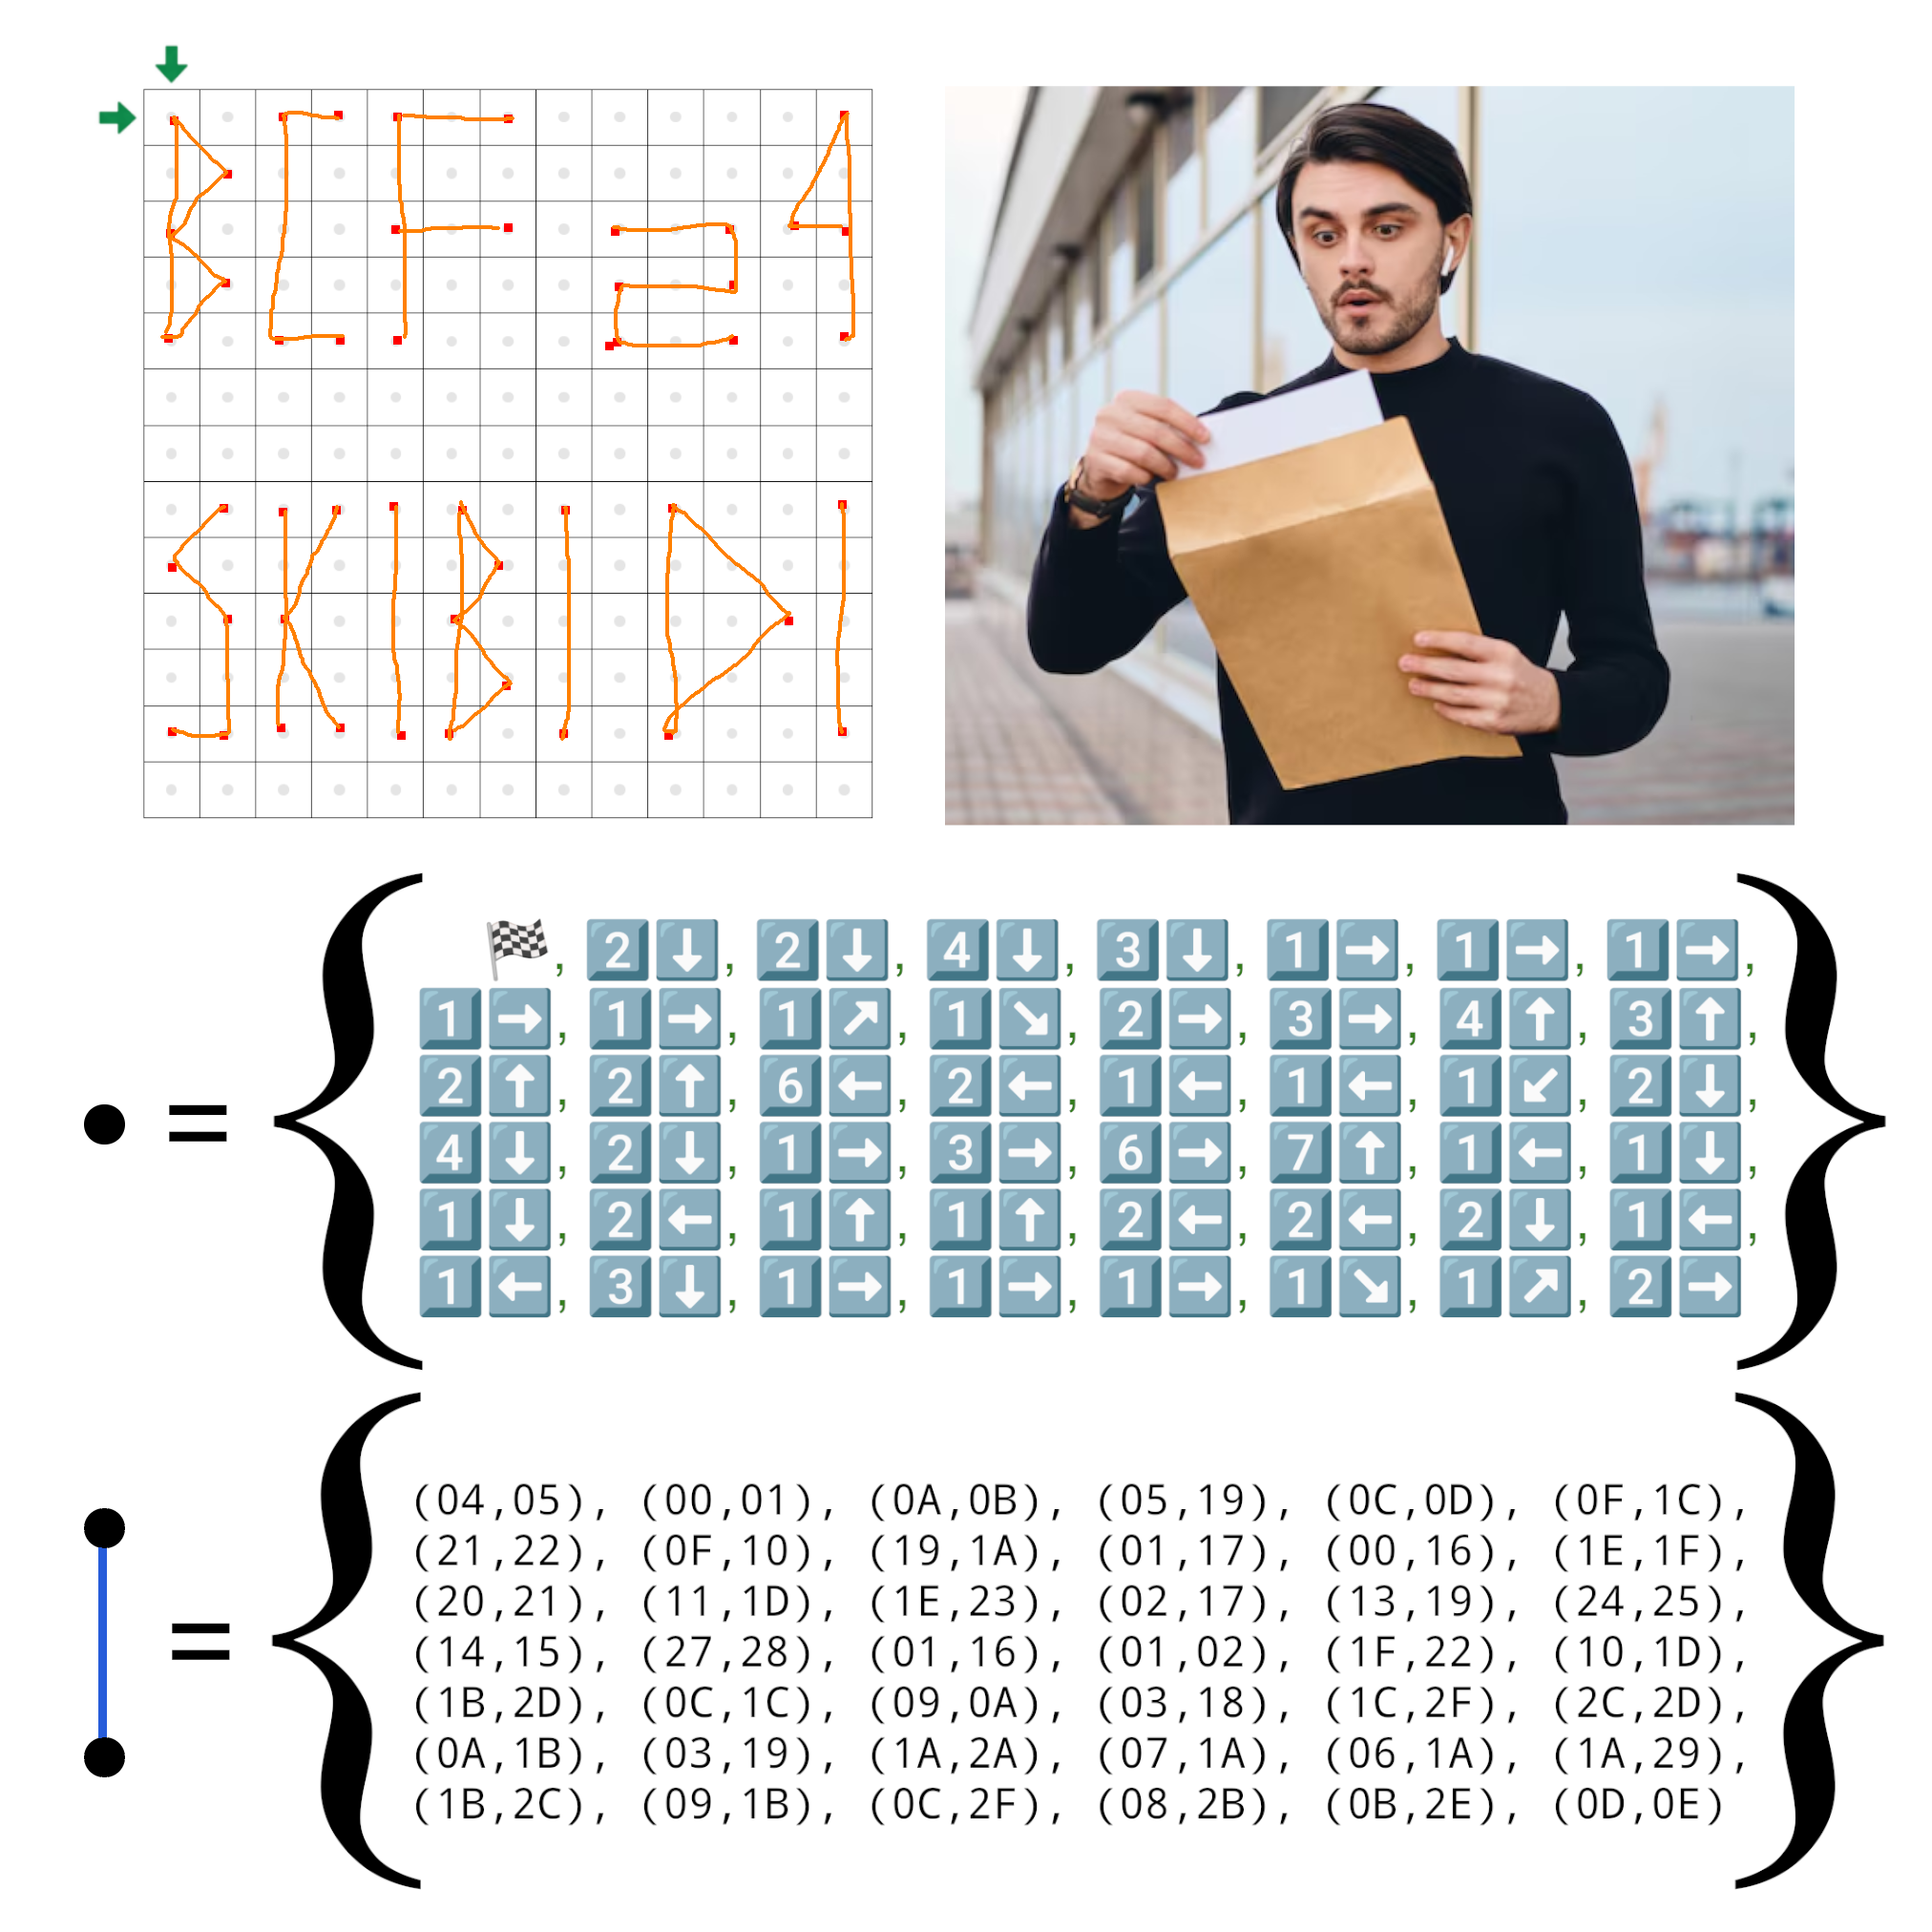 BCF 24
SKIBIDI
🏁, 2️⃣⬇️, 2️⃣⬇️, 4️⃣⬇️, 3️⃣⬇️, 1️⃣➡️, 1️⃣➡️, 1️⃣➡️,
1️⃣➡️, 1️⃣➡️, 1️⃣↗️, 1️⃣↘️, 2️⃣➡️, 3️⃣➡️, 4️⃣⬆️, 3️⃣⬆️,
2️⃣⬆️, 2️⃣⬆️, 6️⃣⬅️, 2️⃣⬅️, 1️⃣⬅️, 1️⃣⬅️, 1️⃣↙️, 2️⃣⬇️,
4️⃣⬇️, 2️⃣⬇️, 1️⃣➡️, 3️⃣➡️, 6️⃣➡️, 7️⃣⬆️, 1️⃣⬅️, 1️⃣⬇️,
1️⃣⬇️, 2️⃣⬅️, 1️⃣⬆️, 1️⃣⬆️, 2️⃣⬅️, 2️⃣⬅️, 2️⃣⬇️, 1️⃣⬅️,
1️⃣⬅️, 3️⃣⬇️, 1️⃣➡️, 1️⃣➡️, 1️⃣➡️, 1️⃣↘️, 1️⃣↗️, 2️⃣➡️
(04,05), (00,01), (0A,0B), (05,19), (0C,0D), (0F,1C),
(21,22), (0F,10), (19,1A), (01,17), (00,16), (1E,1F),
(20,21), (11,1D), (1E,23), (02,17), (13,19), (24,25),
(14,15), (27,28), (01,16), (01,02), (1F,22), (10,1D),
(1B,2D), (0C,1C), (09,0A), (03,18), (1C,2F), (2C,2D),
(0A,1B), (03,19), (1A,2A), (07,1A), (06,1A), (1A,29),
(1B,2C), (09,1B), (0C,2F), (08,2B), (0B,2E), (0D,0E)